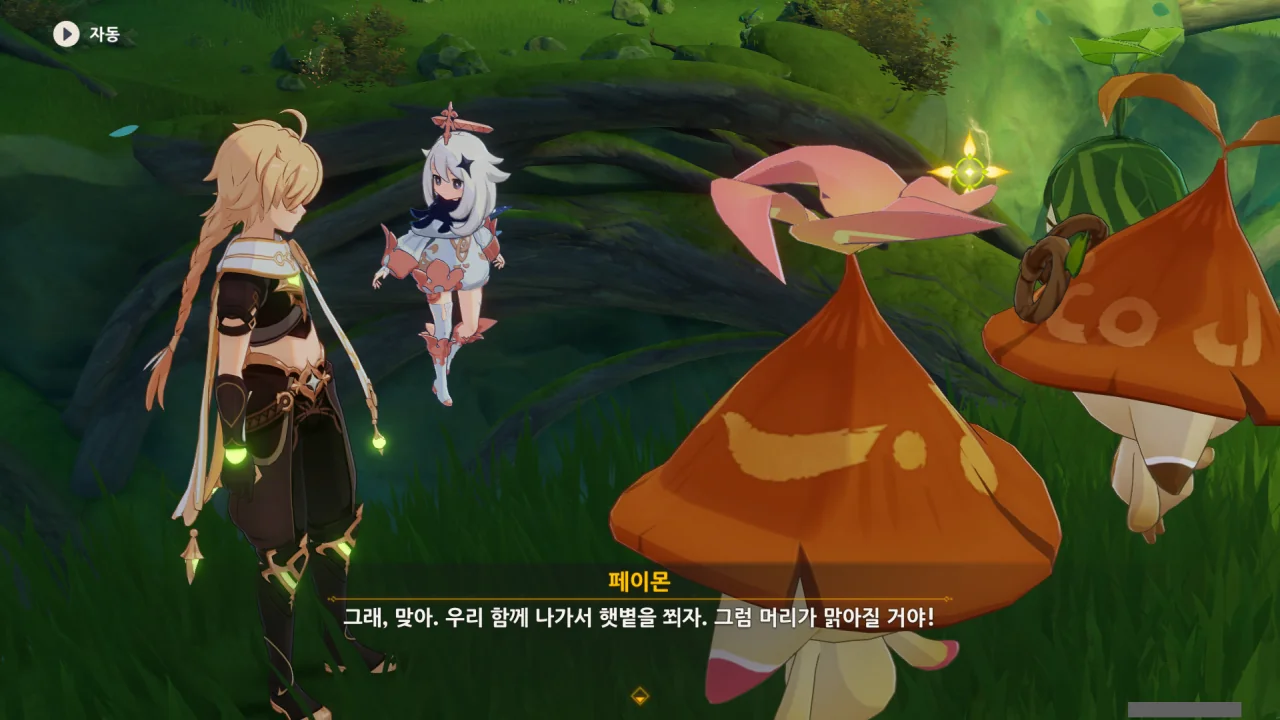 자동
페이몬
그래, 맞아. 우리 함께 나가서 햇볕을 쬐자. 그럼 머리가 맑아질 거야!